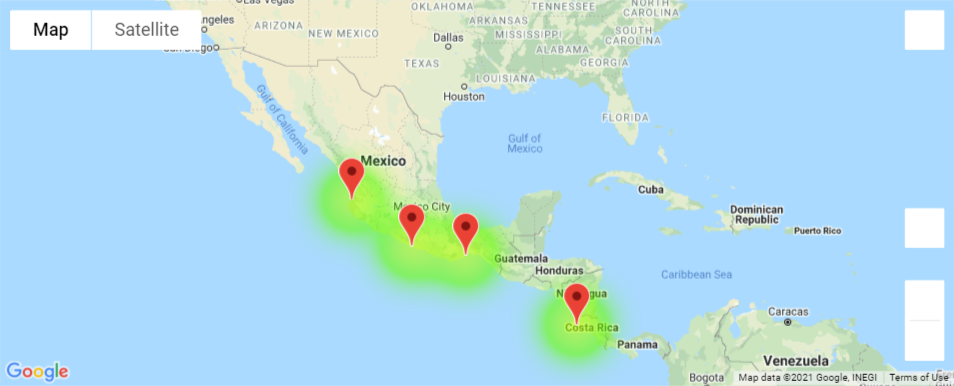 Las Vegas
OKLAHOMA
TENNESSEE
NORTH
CAROLINA
Map
Satellite
Angeles
ARIZONA
NEW MEXICO
ARKANSAS
MISSISSIPPI
SOUTH
CAROLINA
San Diego
Dallas
ALABAMA
TEXAS
GEORGIA
LOUISIANA
Houston
Gulf of California
FLORIDA
Gulf of
Mexico
Mexico
Cuba
Mexico City
Dominican
Republic
Puerto Rico
Guatemala
Honduras
Caribbean Sea
Nicaragua
Caracas
Costa Rica
Panama
Venezuela
Google
Bogota
Map data ©2021 Google, INEGI
Terms of Use